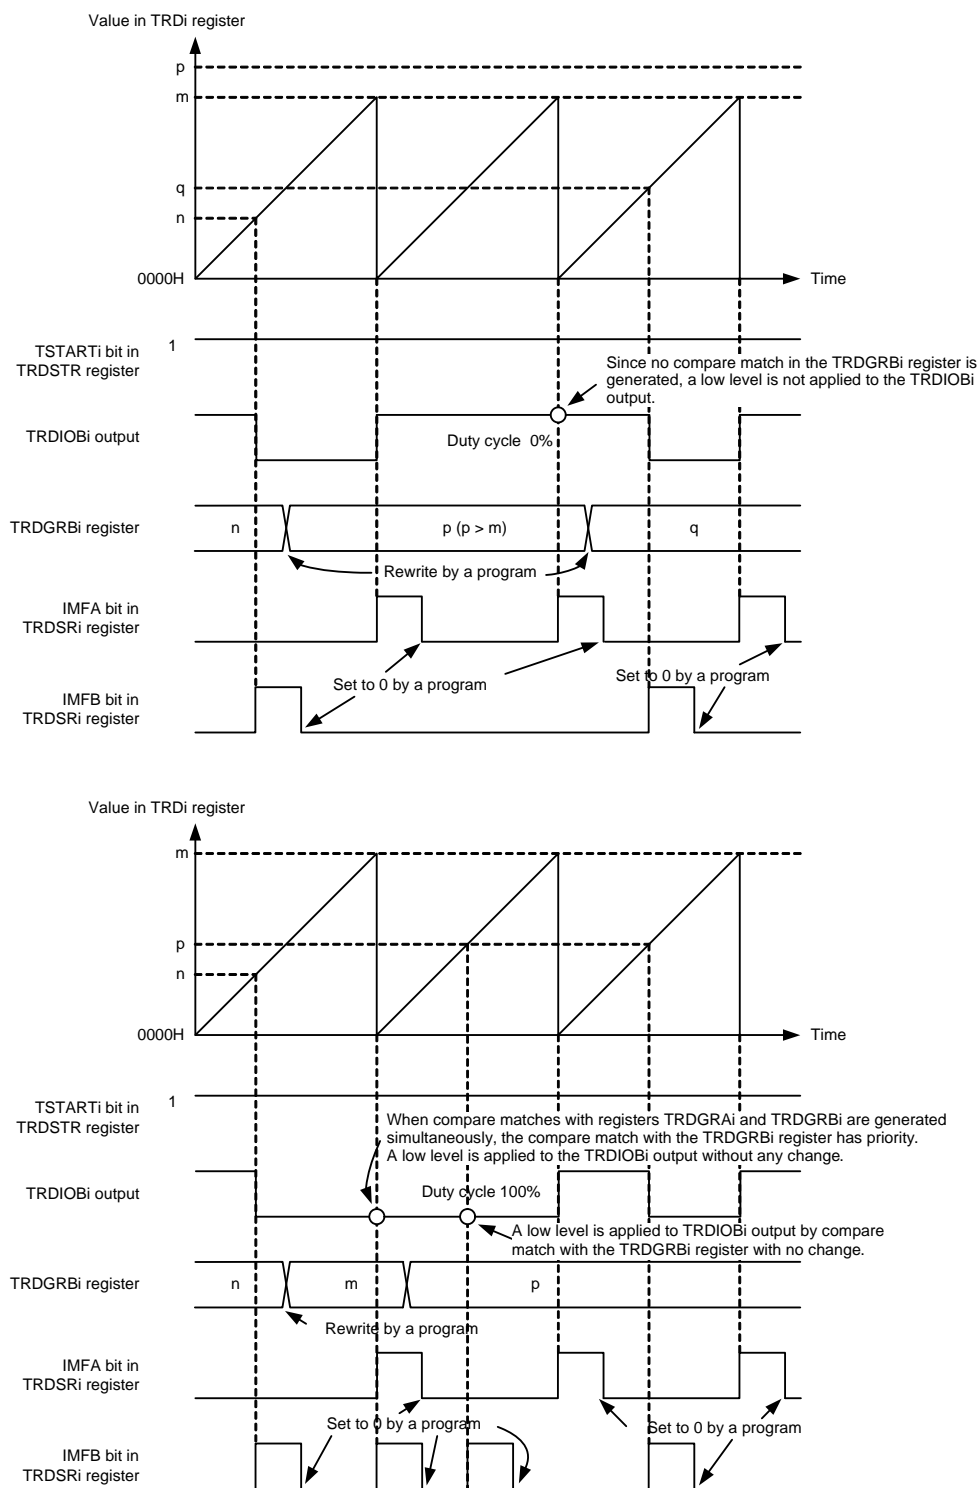 Value in TRDi register
p
m
q
n
0000H
Time
TSTARTi bit in
TRDSTR register
1
Since no compare match in the TRDGRBi register is
generated, a low level is not applied to the TRDIOBi
output.
TRDIOBi output
Duty cycle 0%
TRDGRBi register
n
p (p > m)
q
Rewrite by a program
IMFA bit in
TRDSRi register
Set to 0 by a program
Set to 0 by a program
IMFB bit in
TRDSRi register
Value in TRDi register
m
p
n
0000H
Time
TSTARTi bit in
TRDSTR register
1
When compare matches with registers TRDGRAi and TRDGRBi are generated
simultaneously, the compare match with the TRDGRBi register has priority.
A low level is applied to the TRDIOBi output without any change.
TRDIOBi output
Duty cycle 100%
A low level is applied to TRDIOBi output by compare
match with the TRDGRBi register with no change.
TRDGRBi register
n
m
p
Rewrite by a program
IMFA bit in
TRDSRi register
Set to 0 by a program
Set to 0 by a program
IMFB bit in
TRDSRi register